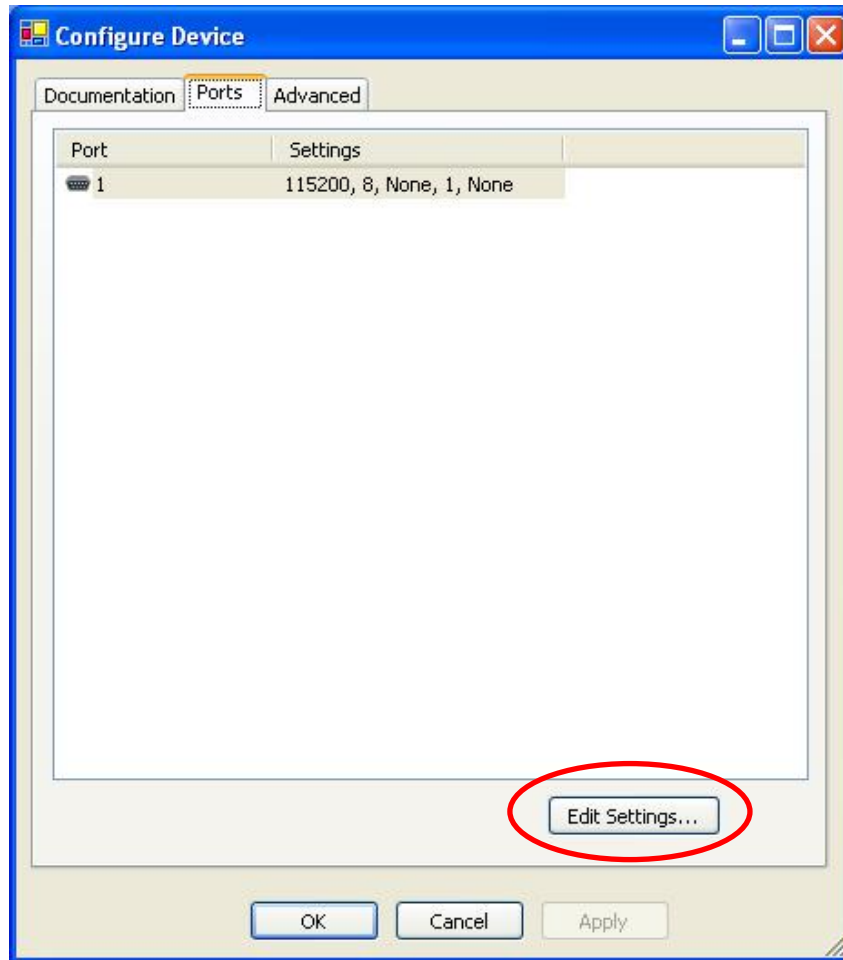 Configure Device
Documentation Ports Advanced
Port Settings
1 115200, 8, None, 1, None
Edit Settings...
OK Cancel Apply